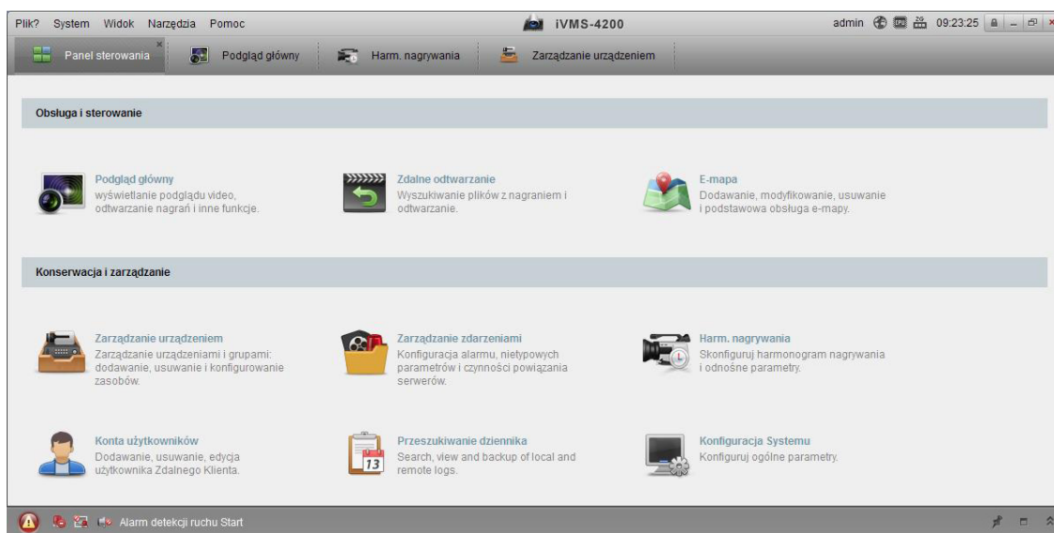 Plik? System Widok Narzędzia Pomoc iVMS-4200 admin 09:23:25
Panel sterowania Podgląd główny Harm. nagrywania Zarządzanie urządzeniem
Obsługa i sterowanie
Podgląd główny
wyświetlanie podglądu video,
odtwarzanie nagrań i inne funkcje.
Zdalne odtwarzanie
Wyszukiwanie plików z nagraniem i
odtwarzanie.
E-mapa
Dodawanie, modyfikowanie, usuwanie
i podstawowa obsługa e-mapy.
Konserwacja i zarządzanie
Zarządzanie urządzeniem
Zarządzanie urządzeniami i grupami:
dodawanie, usuwanie i konfigurowanie
zasobów.
Zarządzanie zdarzeniami
Konfiguracja alarmu, nietypowych
parametrów i czynności powiązania
serwerów.
Harm. nagrywania
Skonfiguruj harmonogram nagrywania
i odnośne parametry.
Konta użytkowników
Dodawanie, usuwanie, edycja
użytkownika Zdalnego Klienta.
13
Przeszukiwanie dziennika
Search, view and backup of local and
remote logs.
Konfiguracja Systemu
Konfiguruj ogólne parametry.
Alarm detekcji ruchu Start